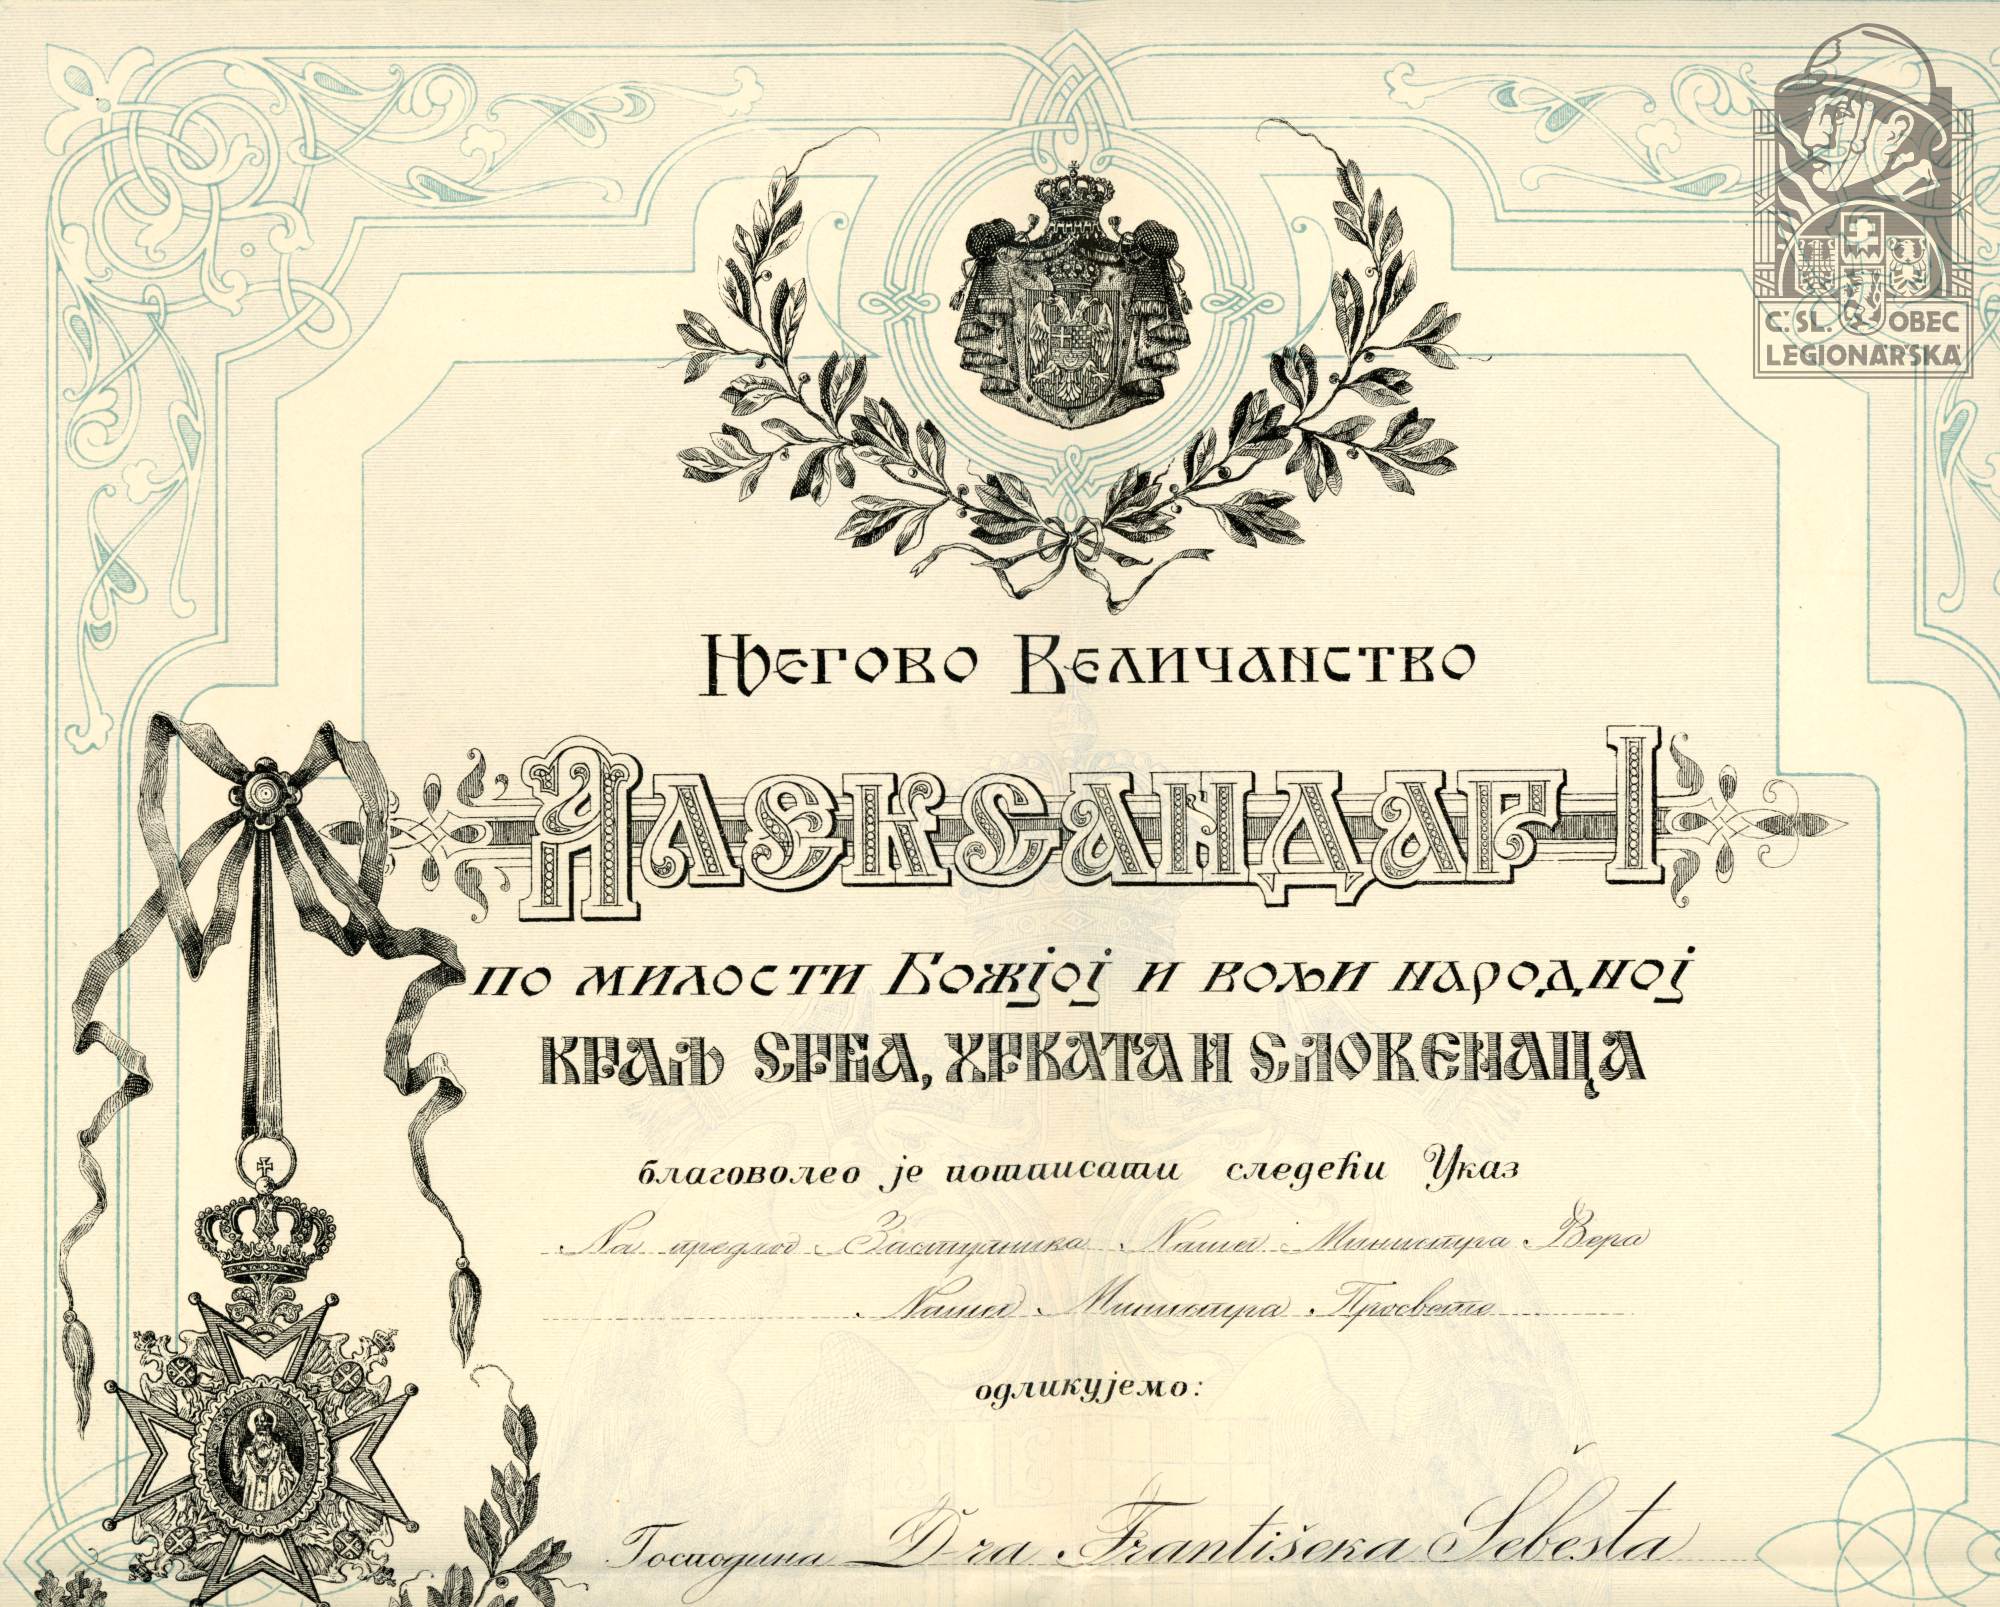 Č.SL. OBEC
LEGIONÁŘSKÁ
Његово Величанство
Александар I
по милости Божјој и вољи народној
Краљ Срба, Хрвата и Словенаца
благоволео је потписати следећи Указ
На предлог Заступника Нашег Министра Вера
Нашег Министра Просвете
одликујемо:
Господина D-ra Františeka Šebesta